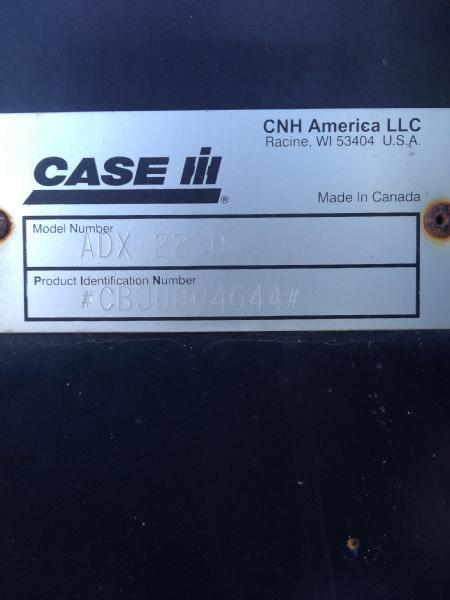 CNH America LLC
Racine, WI 53404 U.S.A.
CASE IH
®
Made in Canada
Model Number
ADX 2230
Product Identification Number
#CBJ0004644#